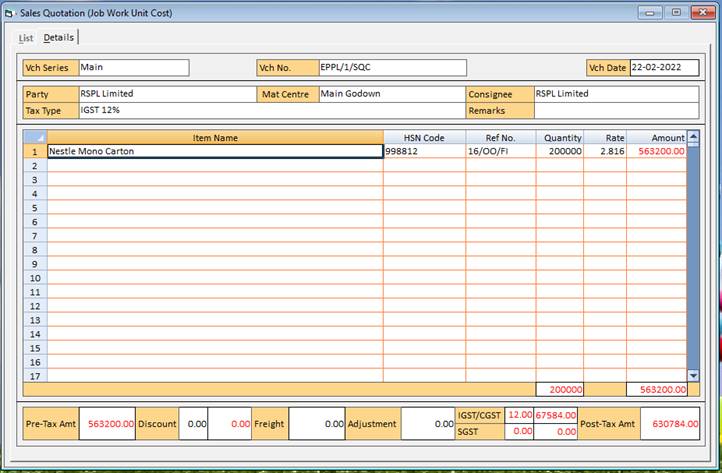 Sales Quotation (Job Work Unit Cost)
List Details
Vch Series Main Vch No. EPPL/1/SQC Vch Date 22-02-2022
Party RSPL Limited Mat Centre Main Godown Consignee RSPL Limited
Tax Type IGST 12% Remarks
Item Name HSN Code Ref No. Quantity Rate Amount
1 Nestle Mono Carton 998812 16/OO/FI 200000 2.816 563200.00
2
3
4
5
6
7
8
9
10
11
12
13
14
15
16
17
200000 563200.00
Pre-Tax Amt 563200.00 Discount 0.00 0.00 Freight 0.00 Adjustment 0.00 IGST/CGST 12.00 67584.00 Post-Tax Amt 630784.00
SGST 0.00 0.00